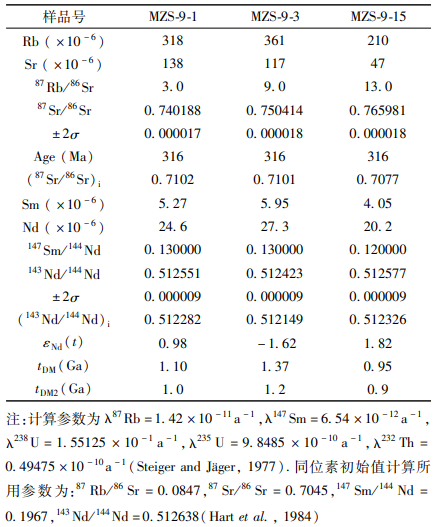 样品号 MZS-9-1 MZS-9-3 MZS-9-15
Rb (×10⁻⁶) 318 361 210
Sr (×10⁻⁶) 138 117 47
⁸⁷Rb/⁸⁶Sr 3.0 9.0 13.0
⁸⁷Sr/⁸⁶Sr 0.740188 0.750414 0.765981
±2σ 0.000017 0.000018 0.000018
Age (Ma) 316 316 316
(⁸⁷Sr/⁸⁶Sr)ᵢ 0.7102 0.7101 0.7077
Sm (×10⁻⁶) 5.27 5.95 4.05
Nd (×10⁻⁶) 24.6 27.3 20.2
¹⁴⁷Sm/¹⁴⁴Nd 0.130000 0.130000 0.120000
¹⁴³Nd/¹⁴⁴Nd 0.512551 0.512423 0.512577
±2σ 0.000009 0.000009 0.000009
(¹⁴³Nd/¹⁴⁴Nd)ᵢ 0.512282 0.512149 0.512326
εNd(t) 0.98 -1.62 1.82
tDM(Ga) 1.10 1.37 0.95
tDM2(Ga) 1.0 1.2 0.9
注:计算参数为 λ⁸⁷Rb=1.42×10⁻¹¹a⁻¹,λ¹⁴⁷Sm=6.54×10⁻¹²a⁻¹,
λ²³⁸U=1.55125×10⁻¹a⁻¹,λ²³⁵U=9.8485×10⁻¹⁰a⁻¹,λ²³²Th=
0.49475×10⁻¹⁰a⁻¹(Steiger and Jäger, 1977).同位素初始值计算所
用参数为:⁸⁷Rb/⁸⁶Sr=0.0847,⁸⁷Sr/⁸⁶Sr=0.7045,¹⁴⁷Sm/¹⁴⁴Nd=
0.1967,¹⁴³Nd/¹⁴⁴Nd=0.512638(Hart et al., 1984)